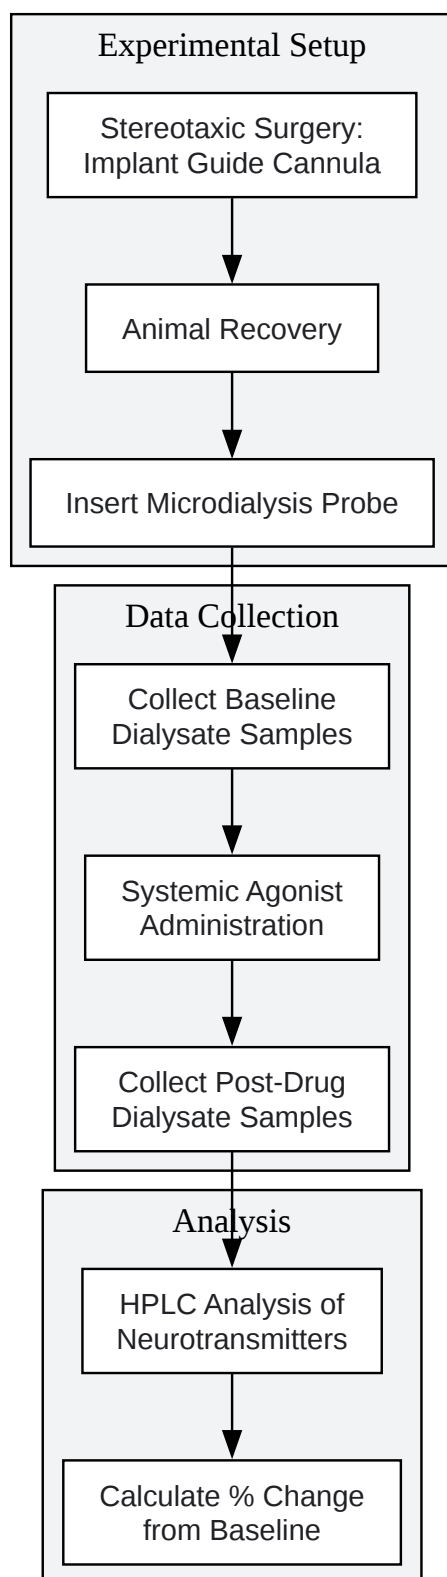 Experimental Setup
Stereotaxic Surgery:
Implant Guide Cannula
Animal Recovery
Insert Microdialysis Probe
Data Collection
Collect Baseline
Dialysate Samples
Systemic Agonist
Administration
Collect Post-Drug
Dialysate Samples
Analysis
HPLC Analysis of
Neurotransmitters
Calculate % Change
from Baseline